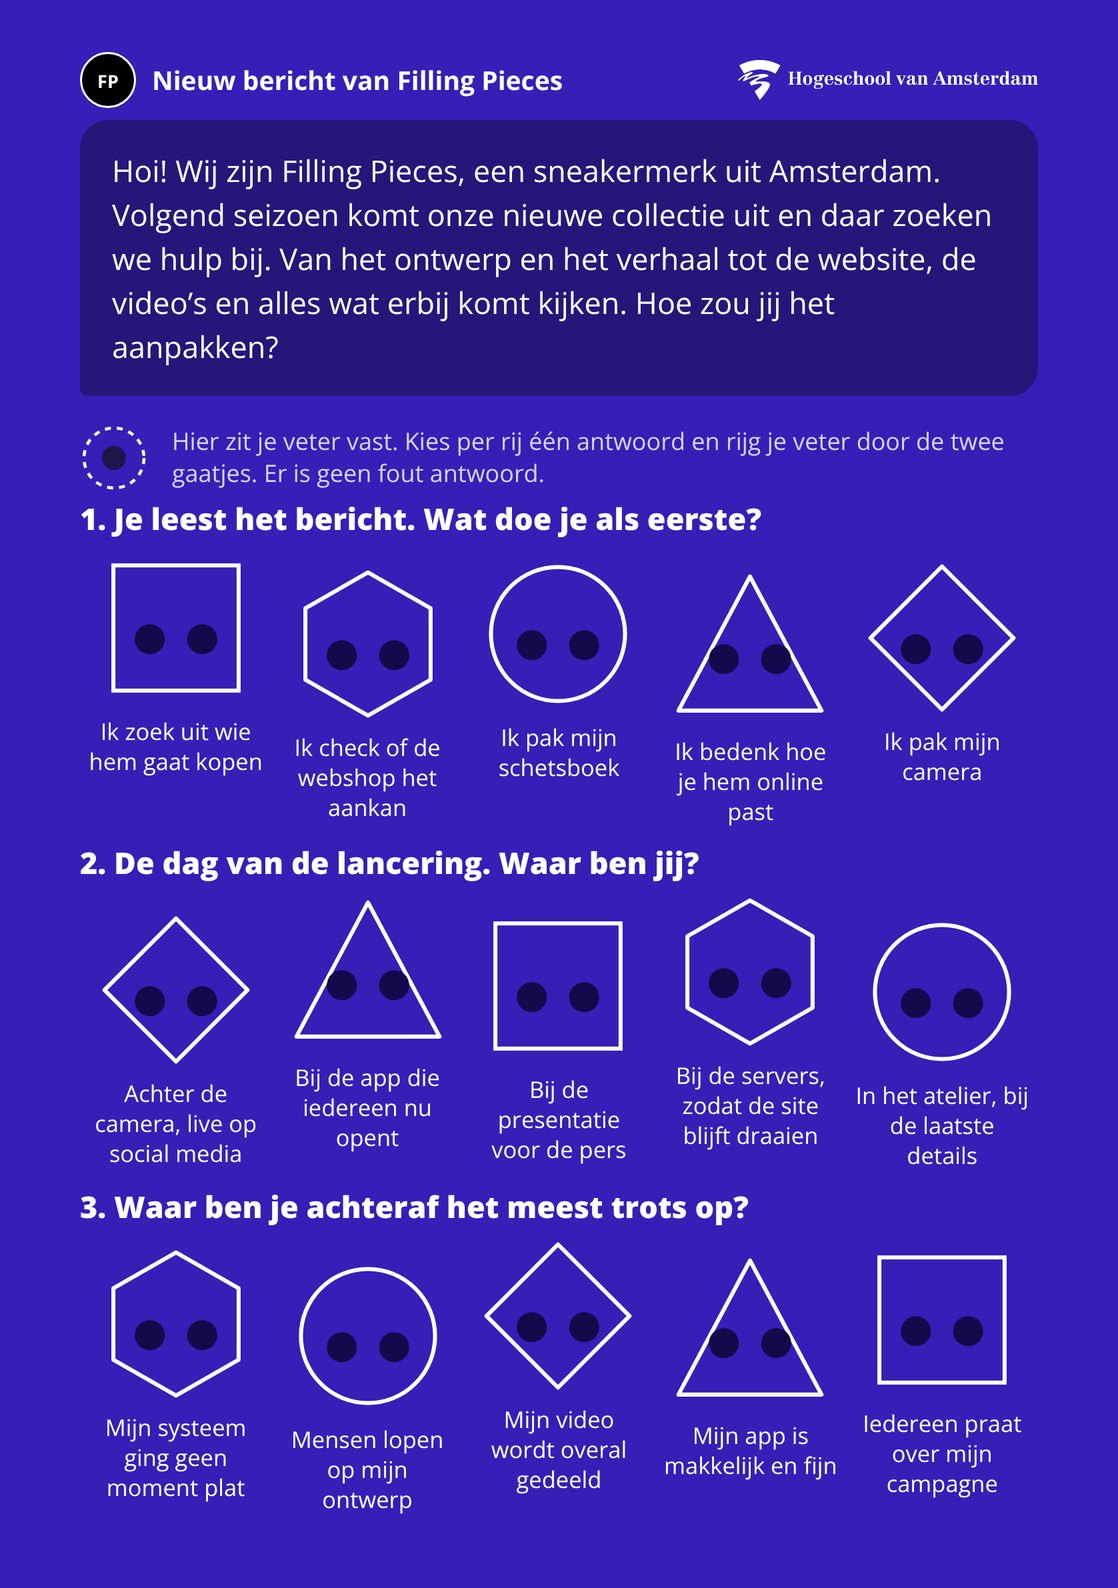 FP
Nieuw bericht van Filling Pieces
Hogeschool van Amsterdam
Hoi! Wij zijn Filling Pieces, een sneakermerk uit Amsterdam.
Volgend seizoen komt onze nieuwe collectie uit en daar zoeken
we hulp bij. Van het ontwerp en het verhaal tot de website, de
video’s en alles wat erbij komt kijken. Hoe zou jij het
aanpakken?
Hier zit je veter vast. Kies per rij één antwoord en rijg je veter door de twee
gaatjes. Er is geen fout antwoord.
1. Je leest het bericht. Wat doe je als eerste?
Ik zoek uit wie
hem gaat kopen
Ik check of de
webshop het
aankan
Ik pak mijn
schetsboek
Ik bedenk hoe
je hem online
past
Ik pak mijn
camera
2. De dag van de lancering. Waar ben jij?
Achter de
camera, live op
social media
Bij de app die
iedereen nu
opent
Bij de
presentatie
voor de pers
Bij de servers,
zodat de site
blijft draaien
In het atelier, bij
de laatste
details
3. Waar ben je achteraf het meest trots op?
Mijn systeem
ging geen
moment plat
Mensen lopen
op mijn
ontwerp
Mijn video
wordt overal
gedeeld
Mijn app is
makkelijk en fijn
Iedereen praat
over mijn
campagne